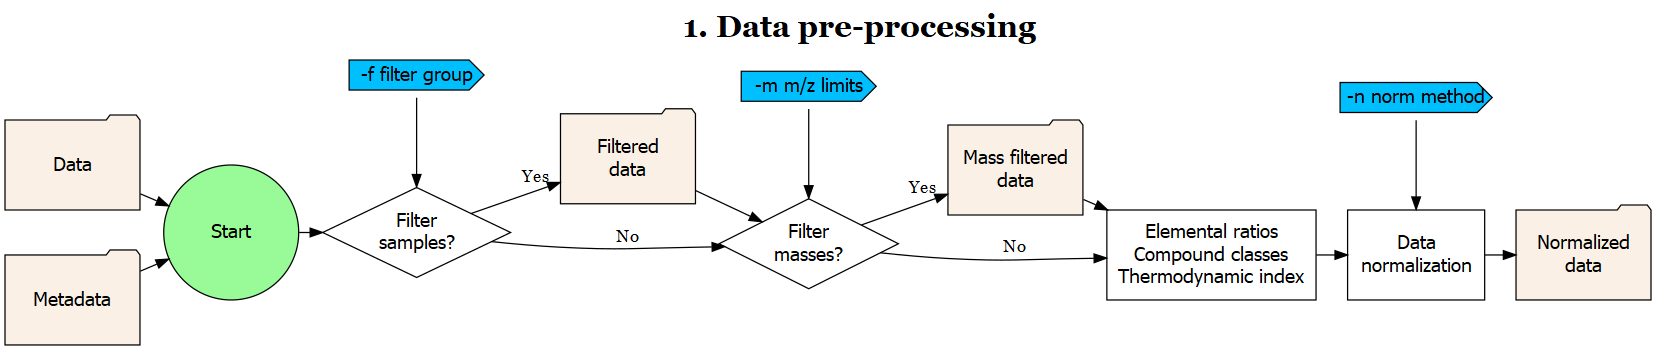 1. Data pre-processing
-f filter group
-m m/z limits
-n norm method
Data
Metadata
Start
Filter
samples?
Yes
No
Filtered
data
Filter
masses?
Yes
No
Mass filtered
data
Elemental ratios
Compound classes
Thermodynamic index
Data
normalization
Normalized
data